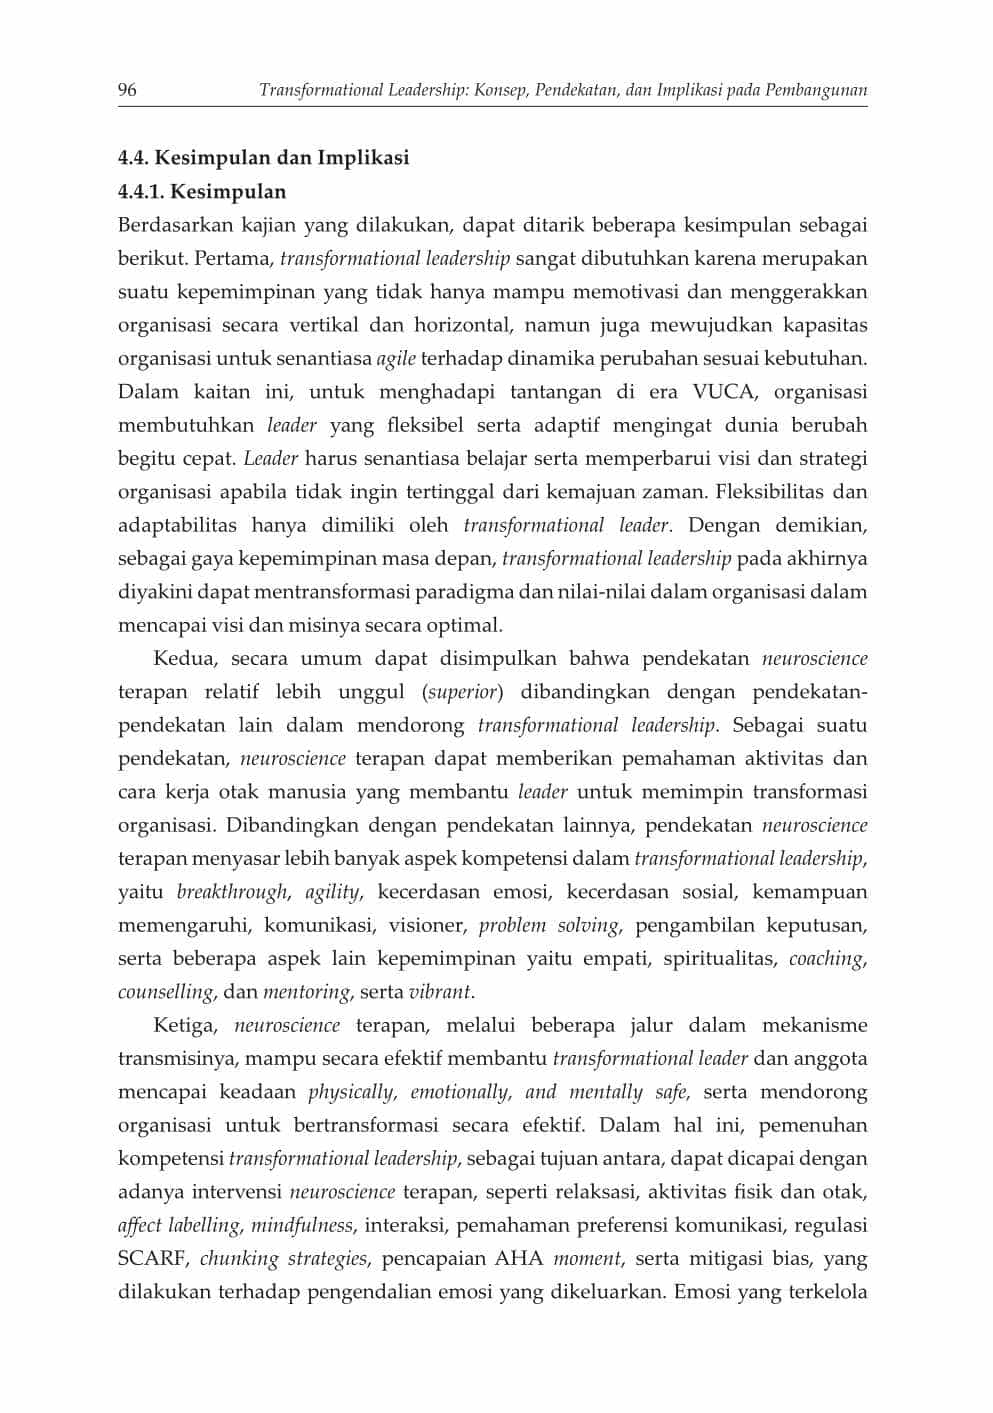 96
Transformational Leadership: Konsep, Pendekatan, dan Implikasi pada Pembangunan
4.4. Kesimpulan dan Implikasi
4.4.1. Kesimpulan
Berdasarkan kajian yang dilakukan, dapat ditarik beberapa kesimpulan sebagai
berikut. Pertama, transformational leadership sangat dibutuhkan karena merupakan
suatu kepemimpinan yang tidak hanya mampu memotivasi dan menggerakkan
organisasi secara vertikal dan horizontal, namun juga mewujudkan kapasitas
organisasi untuk senantiasa agile terhadap dinamika perubahan sesuai kebutuhan.
Dalam kaitan ini, untuk menghadapi tantangan di era VUCA, organisasi
membutuhkan leader yang fleksibel serta adaptif mengingat dunia berubah
begitu cepat. Leader harus senantiasa belajar serta memperbarui visi dan strategi
organisasi apabila tidak ingin tertinggal dari kemajuan zaman. Fleksibilitas dan
adaptabilitas hanya dimiliki oleh transformational leader. Dengan demikian,
sebagai gaya kepemimpinan masa depan, transformational leadership pada akhirnya
diyakini dapat mentransformasi paradigma dan nilai-nilai dalam organisasi dalam
mencapai visi dan misinya secara optimal.
Kedua, secara umum dapat disimpulkan bahwa pendekatan neuroscience
terapan relatif lebih unggul (superior) dibandingkan dengan pendekatan-
pendekatan lain dalam mendorong transformational leadership. Sebagai suatu
pendekatan, neuroscience terapan dapat memberikan pemahaman aktivitas dan
cara kerja otak manusia yang membantu leader untuk memimpin transformasi
organisasi. Dibandingkan dengan pendekatan lainnya, pendekatan neuroscience
terapan menyasar lebih banyak aspek kompetensi dalam transformational leadership,
yaitu breakthrough, agility, kecerdasan emosi, kecerdasan sosial, kemampuan
memengaruhi, komunikasi, visioner, problem solving, pengambilan keputusan,
serta beberapa aspek lain kepemimpinan yaitu empati, spiritualitas, coaching,
counselling, dan mentoring, serta vibrant.
Ketiga, neuroscience terapan, melalui beberapa jalur dalam mekanisme
transmisinya, mampu secara efektif membantu transformational leader dan anggota
mencapai keadaan physically, emotionally, and mentally safe, serta mendorong
organisasi untuk bertransformasi secara efektif. Dalam hal ini, pemenuhan
kompetensi transformational leadership, sebagai tujuan antara, dapat dicapai dengan
adanya intervensi neuroscience terapan, seperti relaksasi, aktivitas fisik dan otak,
affect labelling, mindfulness, interaksi, pemahaman preferensi komunikasi, regulasi
SCARF, chunking strategies, pencapaian AHA moment, serta mitigasi bias, yang
dilakukan terhadap pengendalian emosi yang dikeluarkan. Emosi yang terkelola